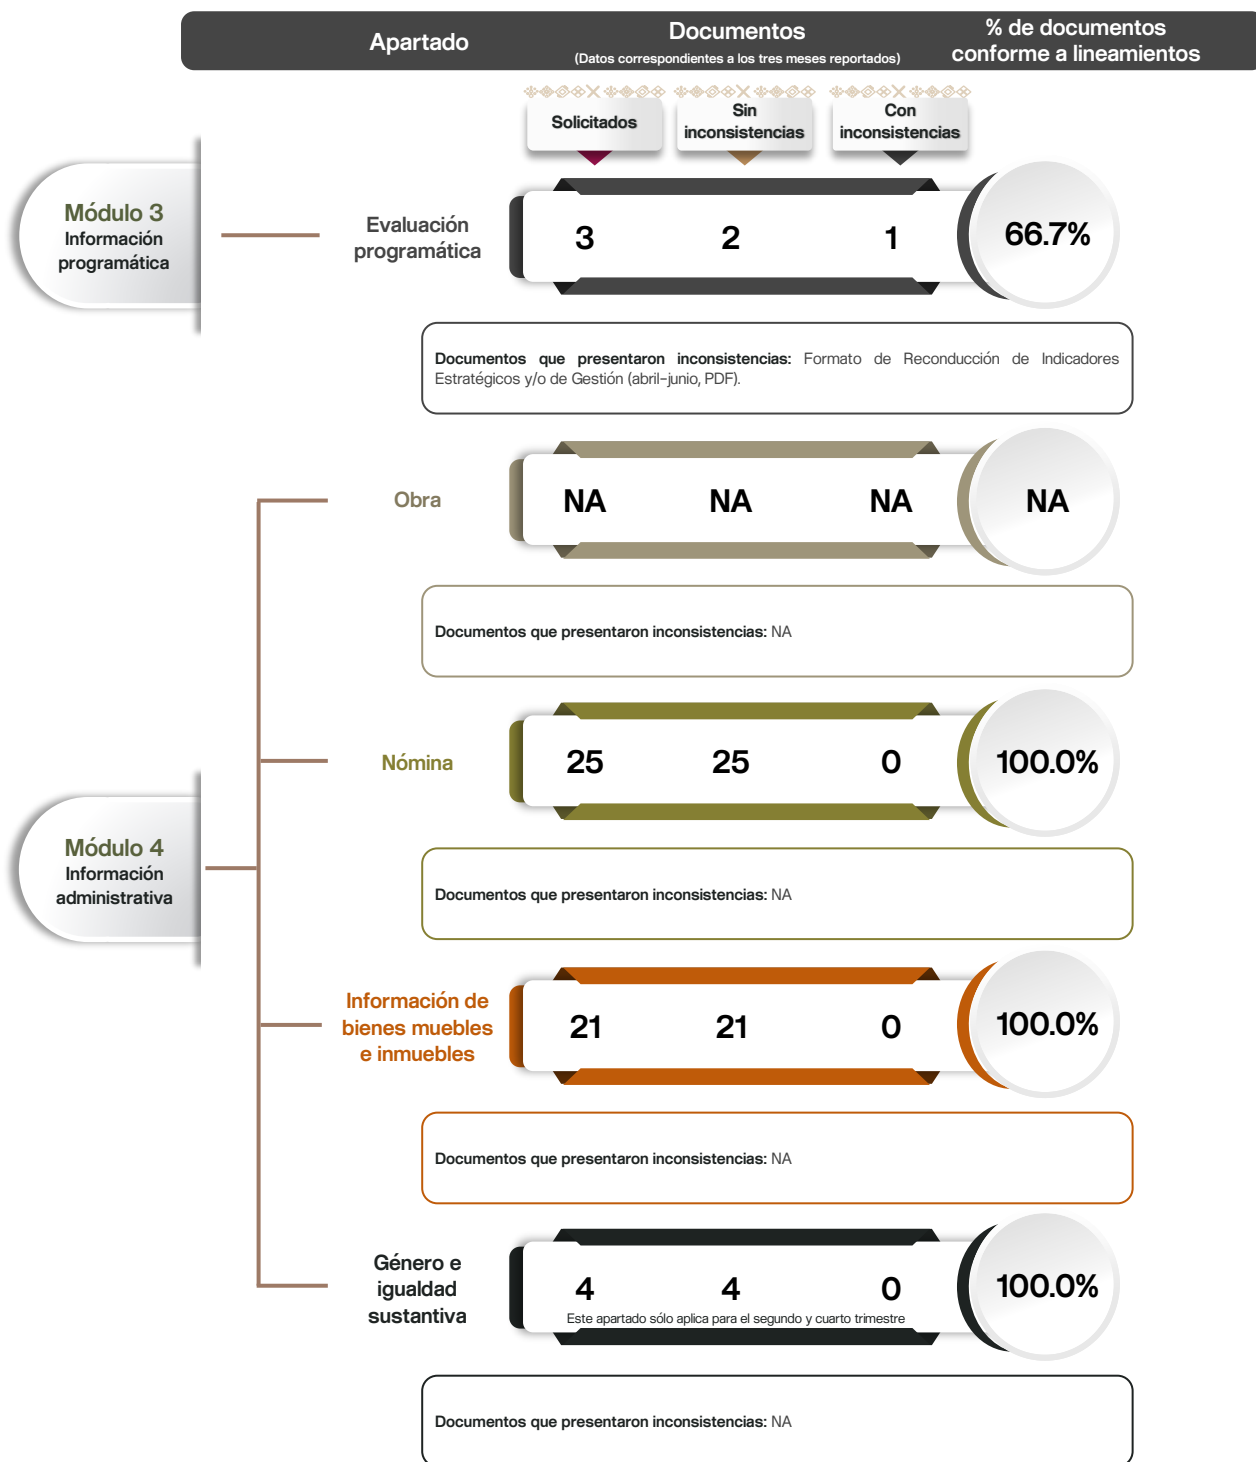 Apartado
Documentos
(Datos correspondientes a los tres meses reportados)
% de documentos
conforme a lineamientos
Solicitados
Sin
inconsistencias
Con
inconsistencias
Módulo 3
Información
programática
Evaluación
programática
3 2 1 66.7%
Documentos que presentaron inconsistencias: Formato de Reconducción de Indicadores
Estratégicos y/o de Gestión (abril-junio, PDF).
Obra
NA NA NA NA
Documentos que presentaron inconsistencias: NA
Nómina
25 25 0 100.0%
Documentos que presentaron inconsistencias: NA
Módulo 4
Información
administrativa
Información de
bienes muebles
e inmuebles
21 21 0 100.0%
Documentos que presentaron inconsistencias: NA
Género e
igualdad
sustantiva
4 4 0 100.0%
Este apartado sólo aplica para el segundo y cuarto trimestre
Documentos que presentaron inconsistencias: NA